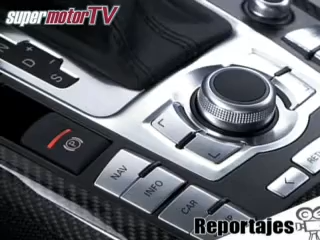 supermotorTV
D
S
+
-
P
NAV
INFO
CAR
RET
Reportajes